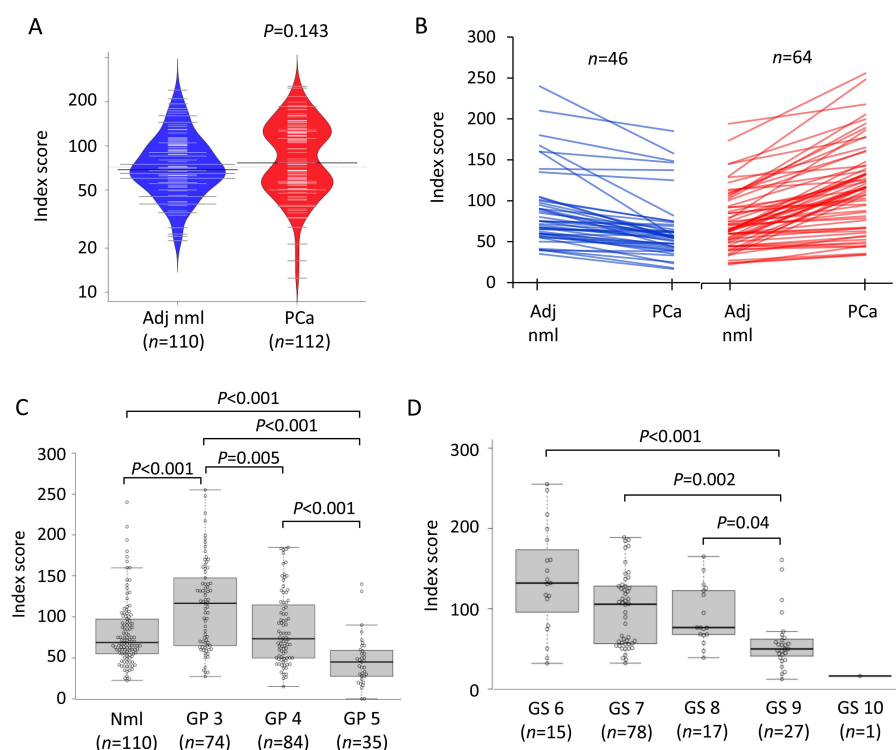 A
P=0.143
Index score
200
100
50
20
10
Adj nml
(n=110)
PCa
(n=112)
B
n=46
n=64
Index score
300
250
200
150
100
50
0
Adj
nml
PCa
Adj
nml
PCa
C
P<0.001
P<0.001
P<0.001
P=0.005
P<0.001
Index score
300
250
200
150
100
50
0
Nml
(n=110)
GP 3
(n=74)
GP 4
(n=84)
GP 5
(n=35)
D
P<0.001
P=0.002
P=0.04
Index score
300
200
100
0
GS 6
(n=15)
GS 7
(n=78)
GS 8
(n=17)
GS 9
(n=27)
GS 10
(n=1)